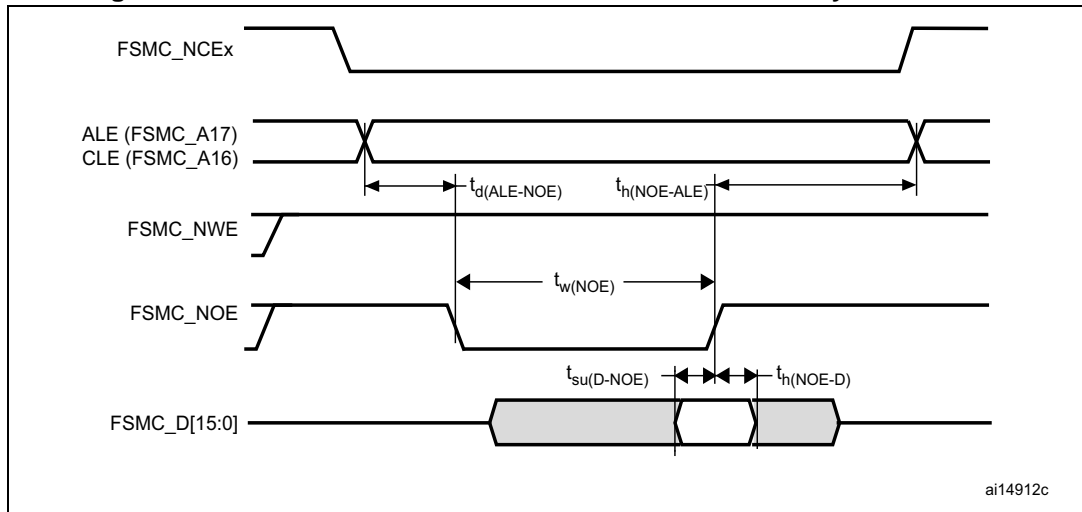 FSMC_NCEx
ALE (FSMC_A17)
CLE (FSMC_A16)
td(ALE-NOE)
th(NOE-ALE)
FSMC_NWE
tw(NOE)
FSMC_NOE
tsu(D-NOE)
th(NOE-D)
FSMC_D[15:0]
ai14912c